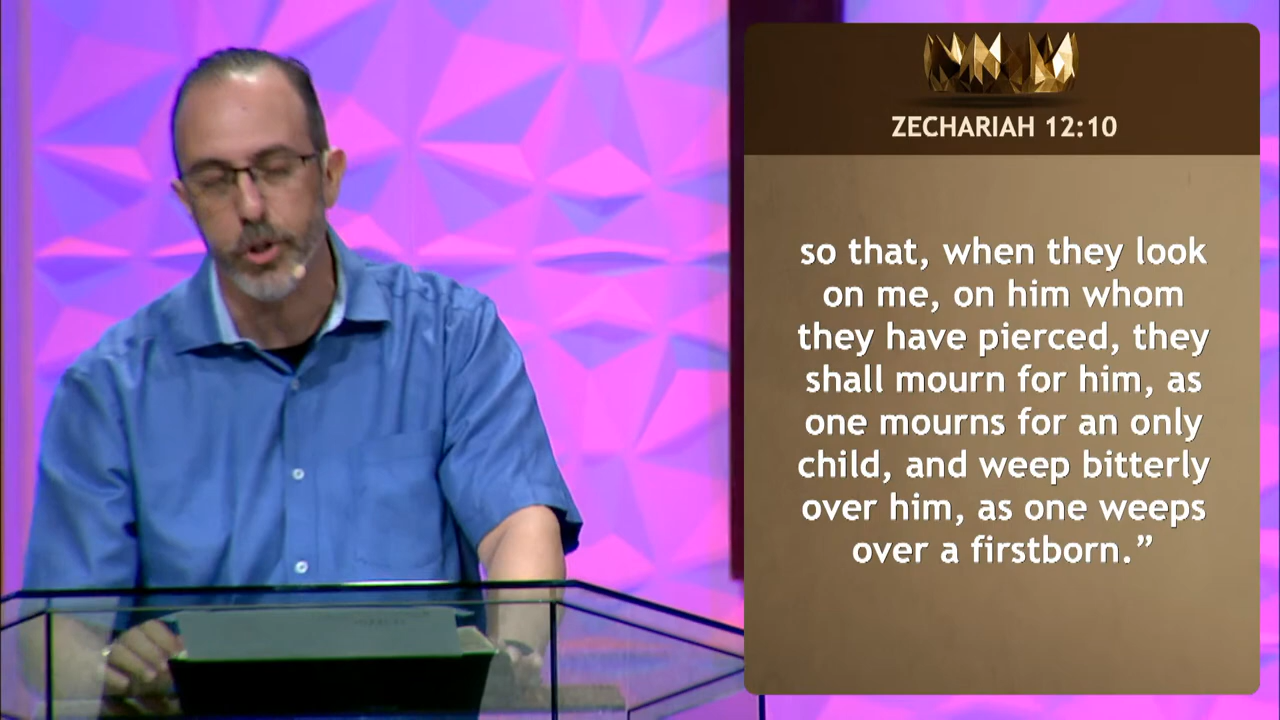 ZECHARIAH 12:10
so that, when they look
on me, on him whom
they have pierced, they
shall mourn for him, as
one mourns for an only
child, and weep bitterly
over him, as one weeps
over a firstborn.”